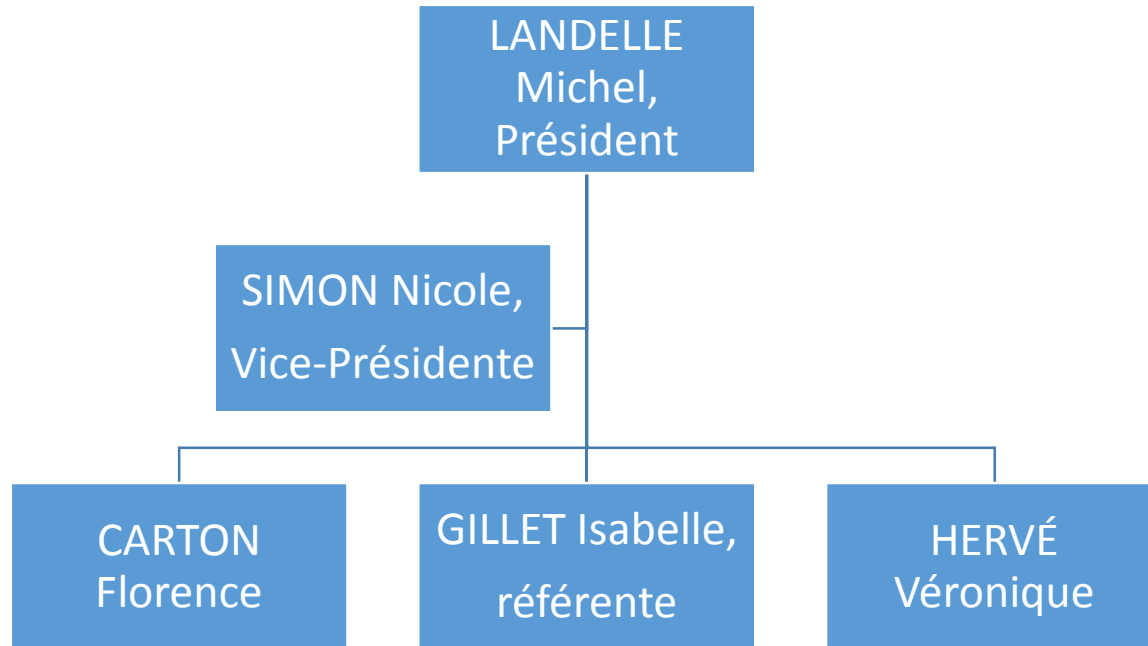 LANDELLE
Michel,
Président
SIMON Nicole,
Vice-Présidente
CARTON
Florence
GILLET Isabelle,
référente
HERVÉ
Véronique